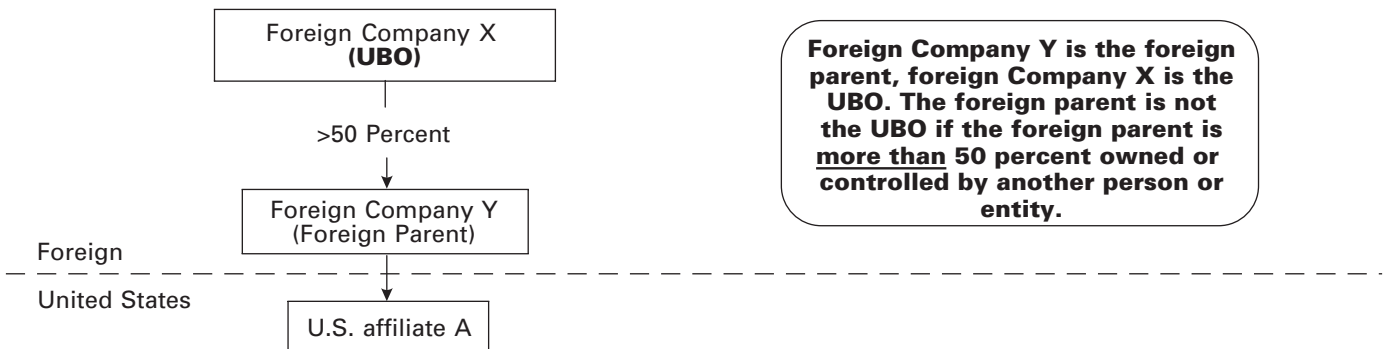 Foreign Company X
(UBO)
>50 Percent
Foreign Company Y
(Foreign Parent)
Foreign
United States
U.S. affiliate A
Foreign Company Y is the foreign
parent, foreign Company X is the
UBO. The foreign parent is not
the UBO if the foreign parent is
more than 50 percent owned or
controlled by another person or
entity.